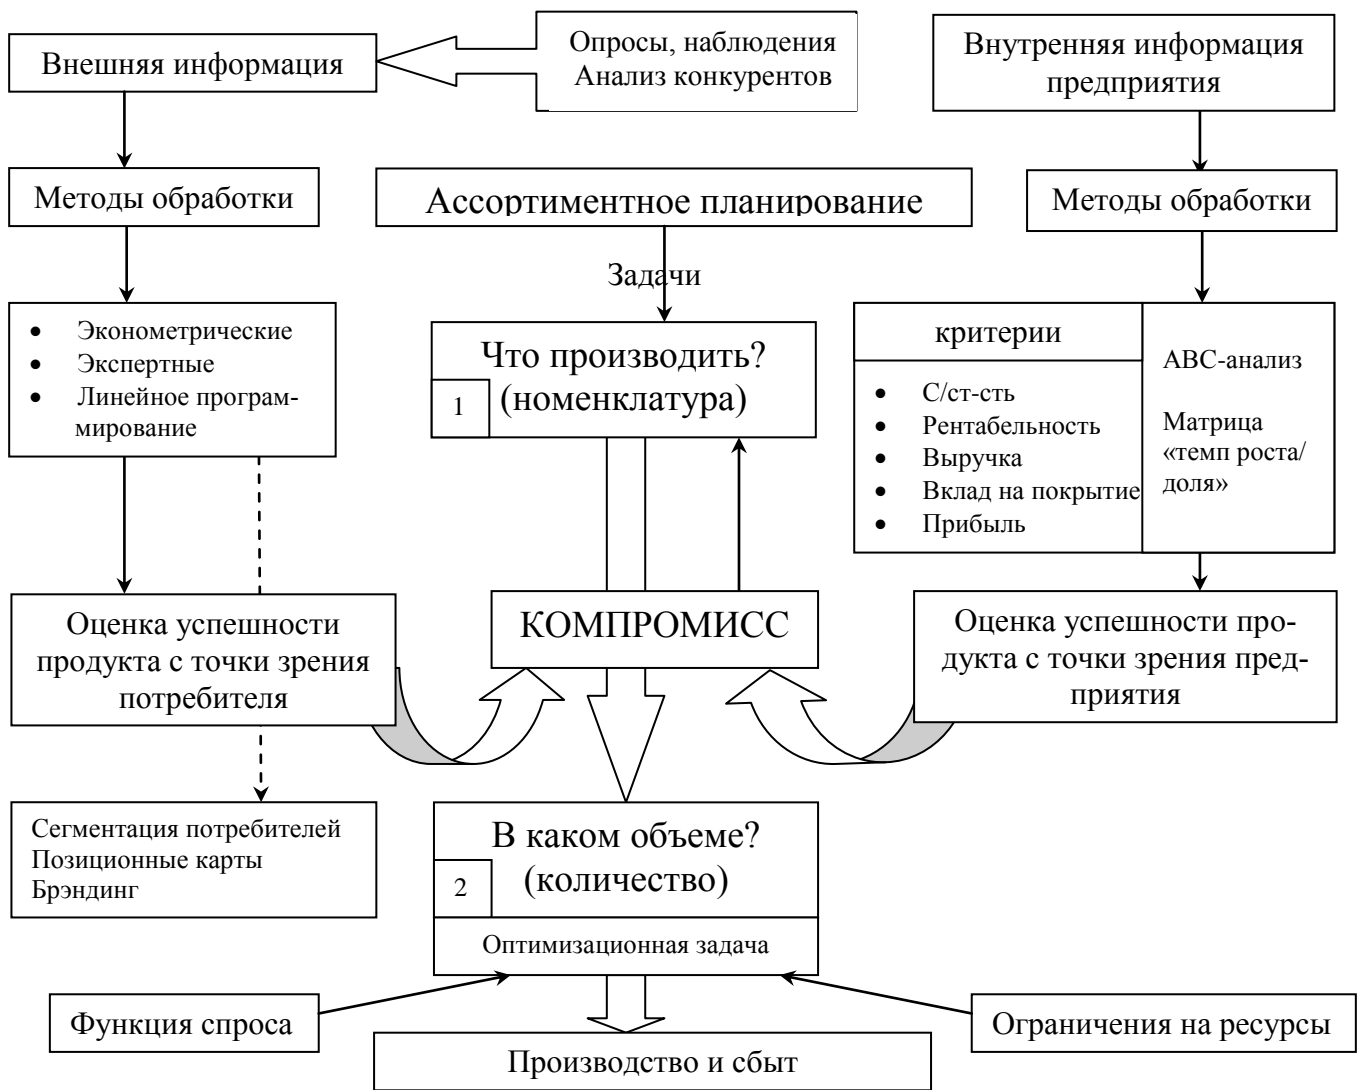 Внешняя информация
Опросы, наблюдения
Анализ конкурентов
Внутренняя информация
предприятия
Методы обработки
Ассортиментное планирование
Методы обработки
Задачи
• Эконометрические
• Экспертные
• Линейное програм-
мирование
Что производить?
(номенклатура)
1
критерии
• С/ст-сть
• Рентабельность
• Выручка
• Вклад на покрытие
• Прибыль
АВС-анализ
Матрица
«темп роста/
доля»
Оценка успешности
продукта с точки зрения
потребителя
КОМПРОМИСС
Оценка успешности про-
дукта с точки зрения пред-
приятия
Сегментация потребителей
Позиционные карты
Брэндинг
В каком объеме?
(количество)
2
Оптимизационная задача
Функция спроса
Ограничения на ресурсы
Производство и сбыт